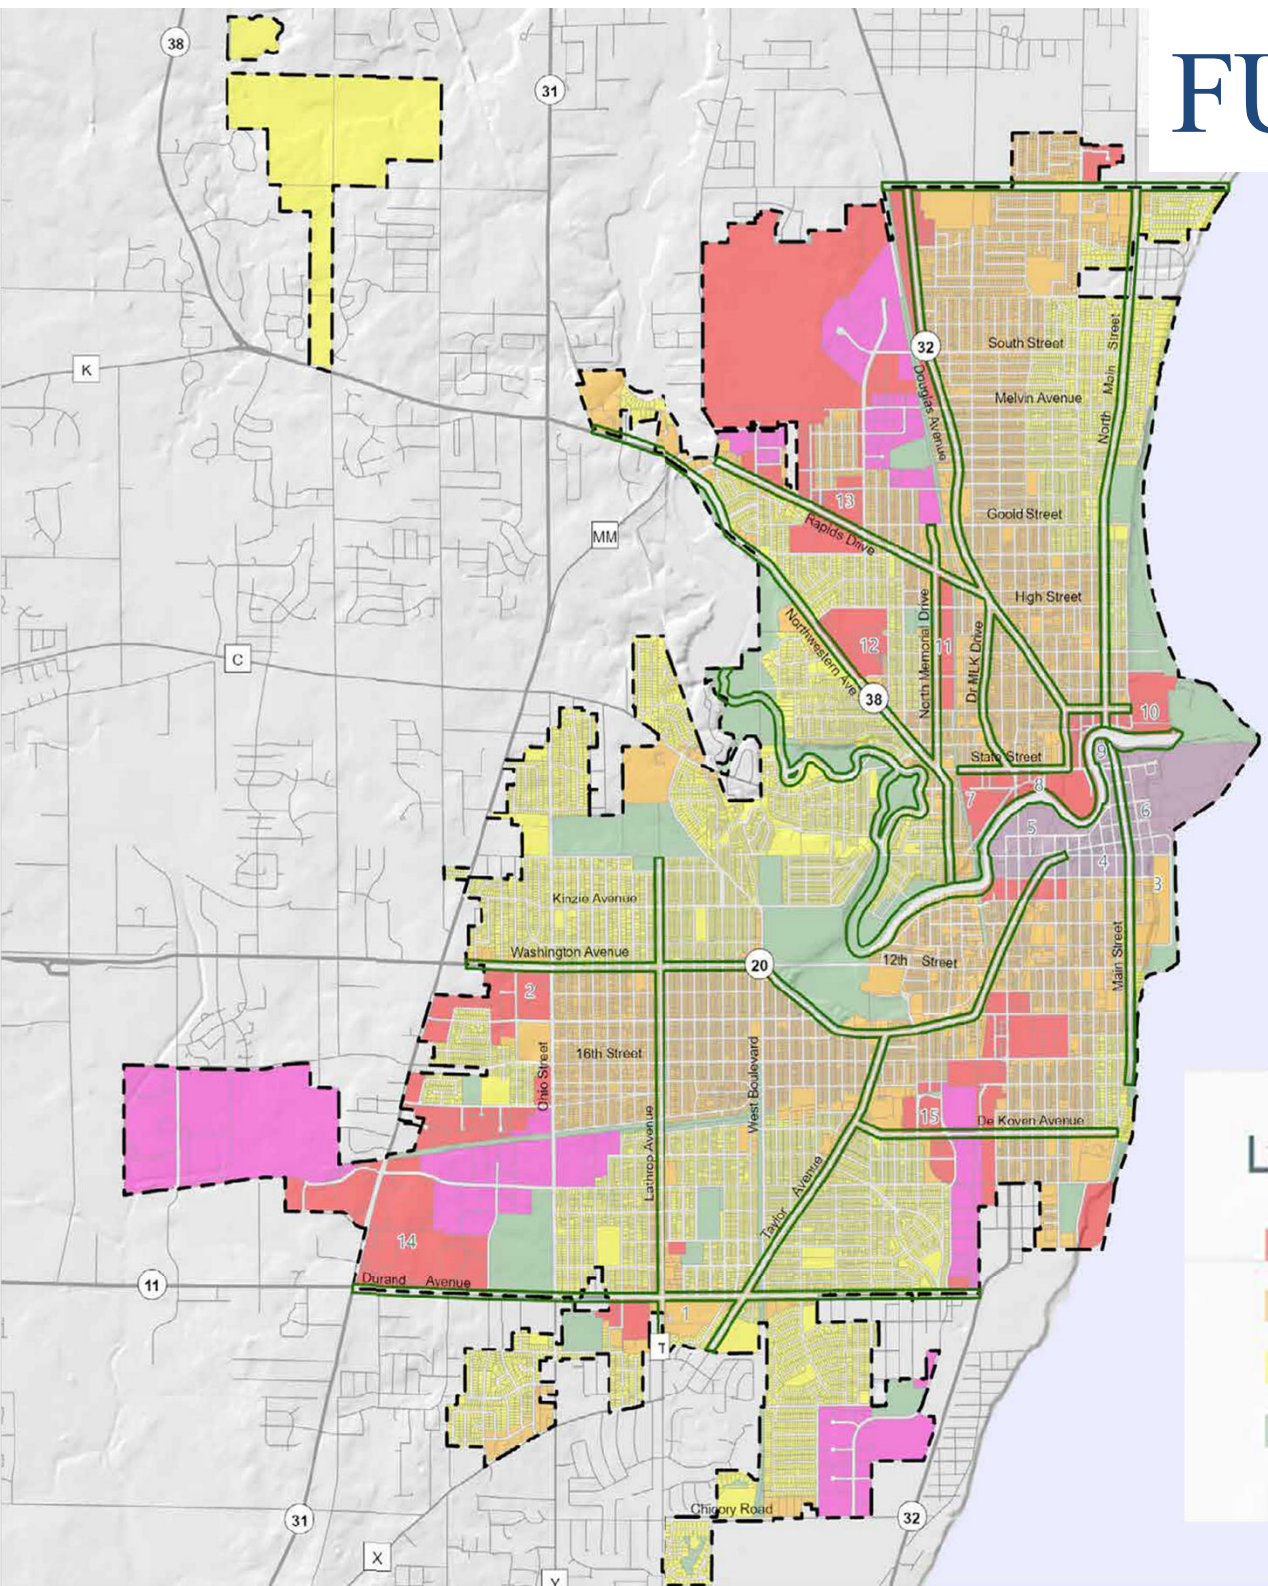 38
31
FU
K
32
South Street
North Main Street
Melvin Avenue
Douglas Avenue
13
Rapids Drive
Goold Street
MM
High Street
C
Northwestern Ave
12
North Memorial Drive
11
Dr MLK Drive
38
10
State Street
9
7
8
6
5
4
3
Kinzie Avenue
Washington Avenue
20
12th Street
Main Street
2
16th Street
Ohio Street
West Boulevard
Lathrop Avenue
15
De Koven Avenue
Taylor Avenue
14
11
Durand Avenue
1
T
Chicory Road
31
32
X
Y
L